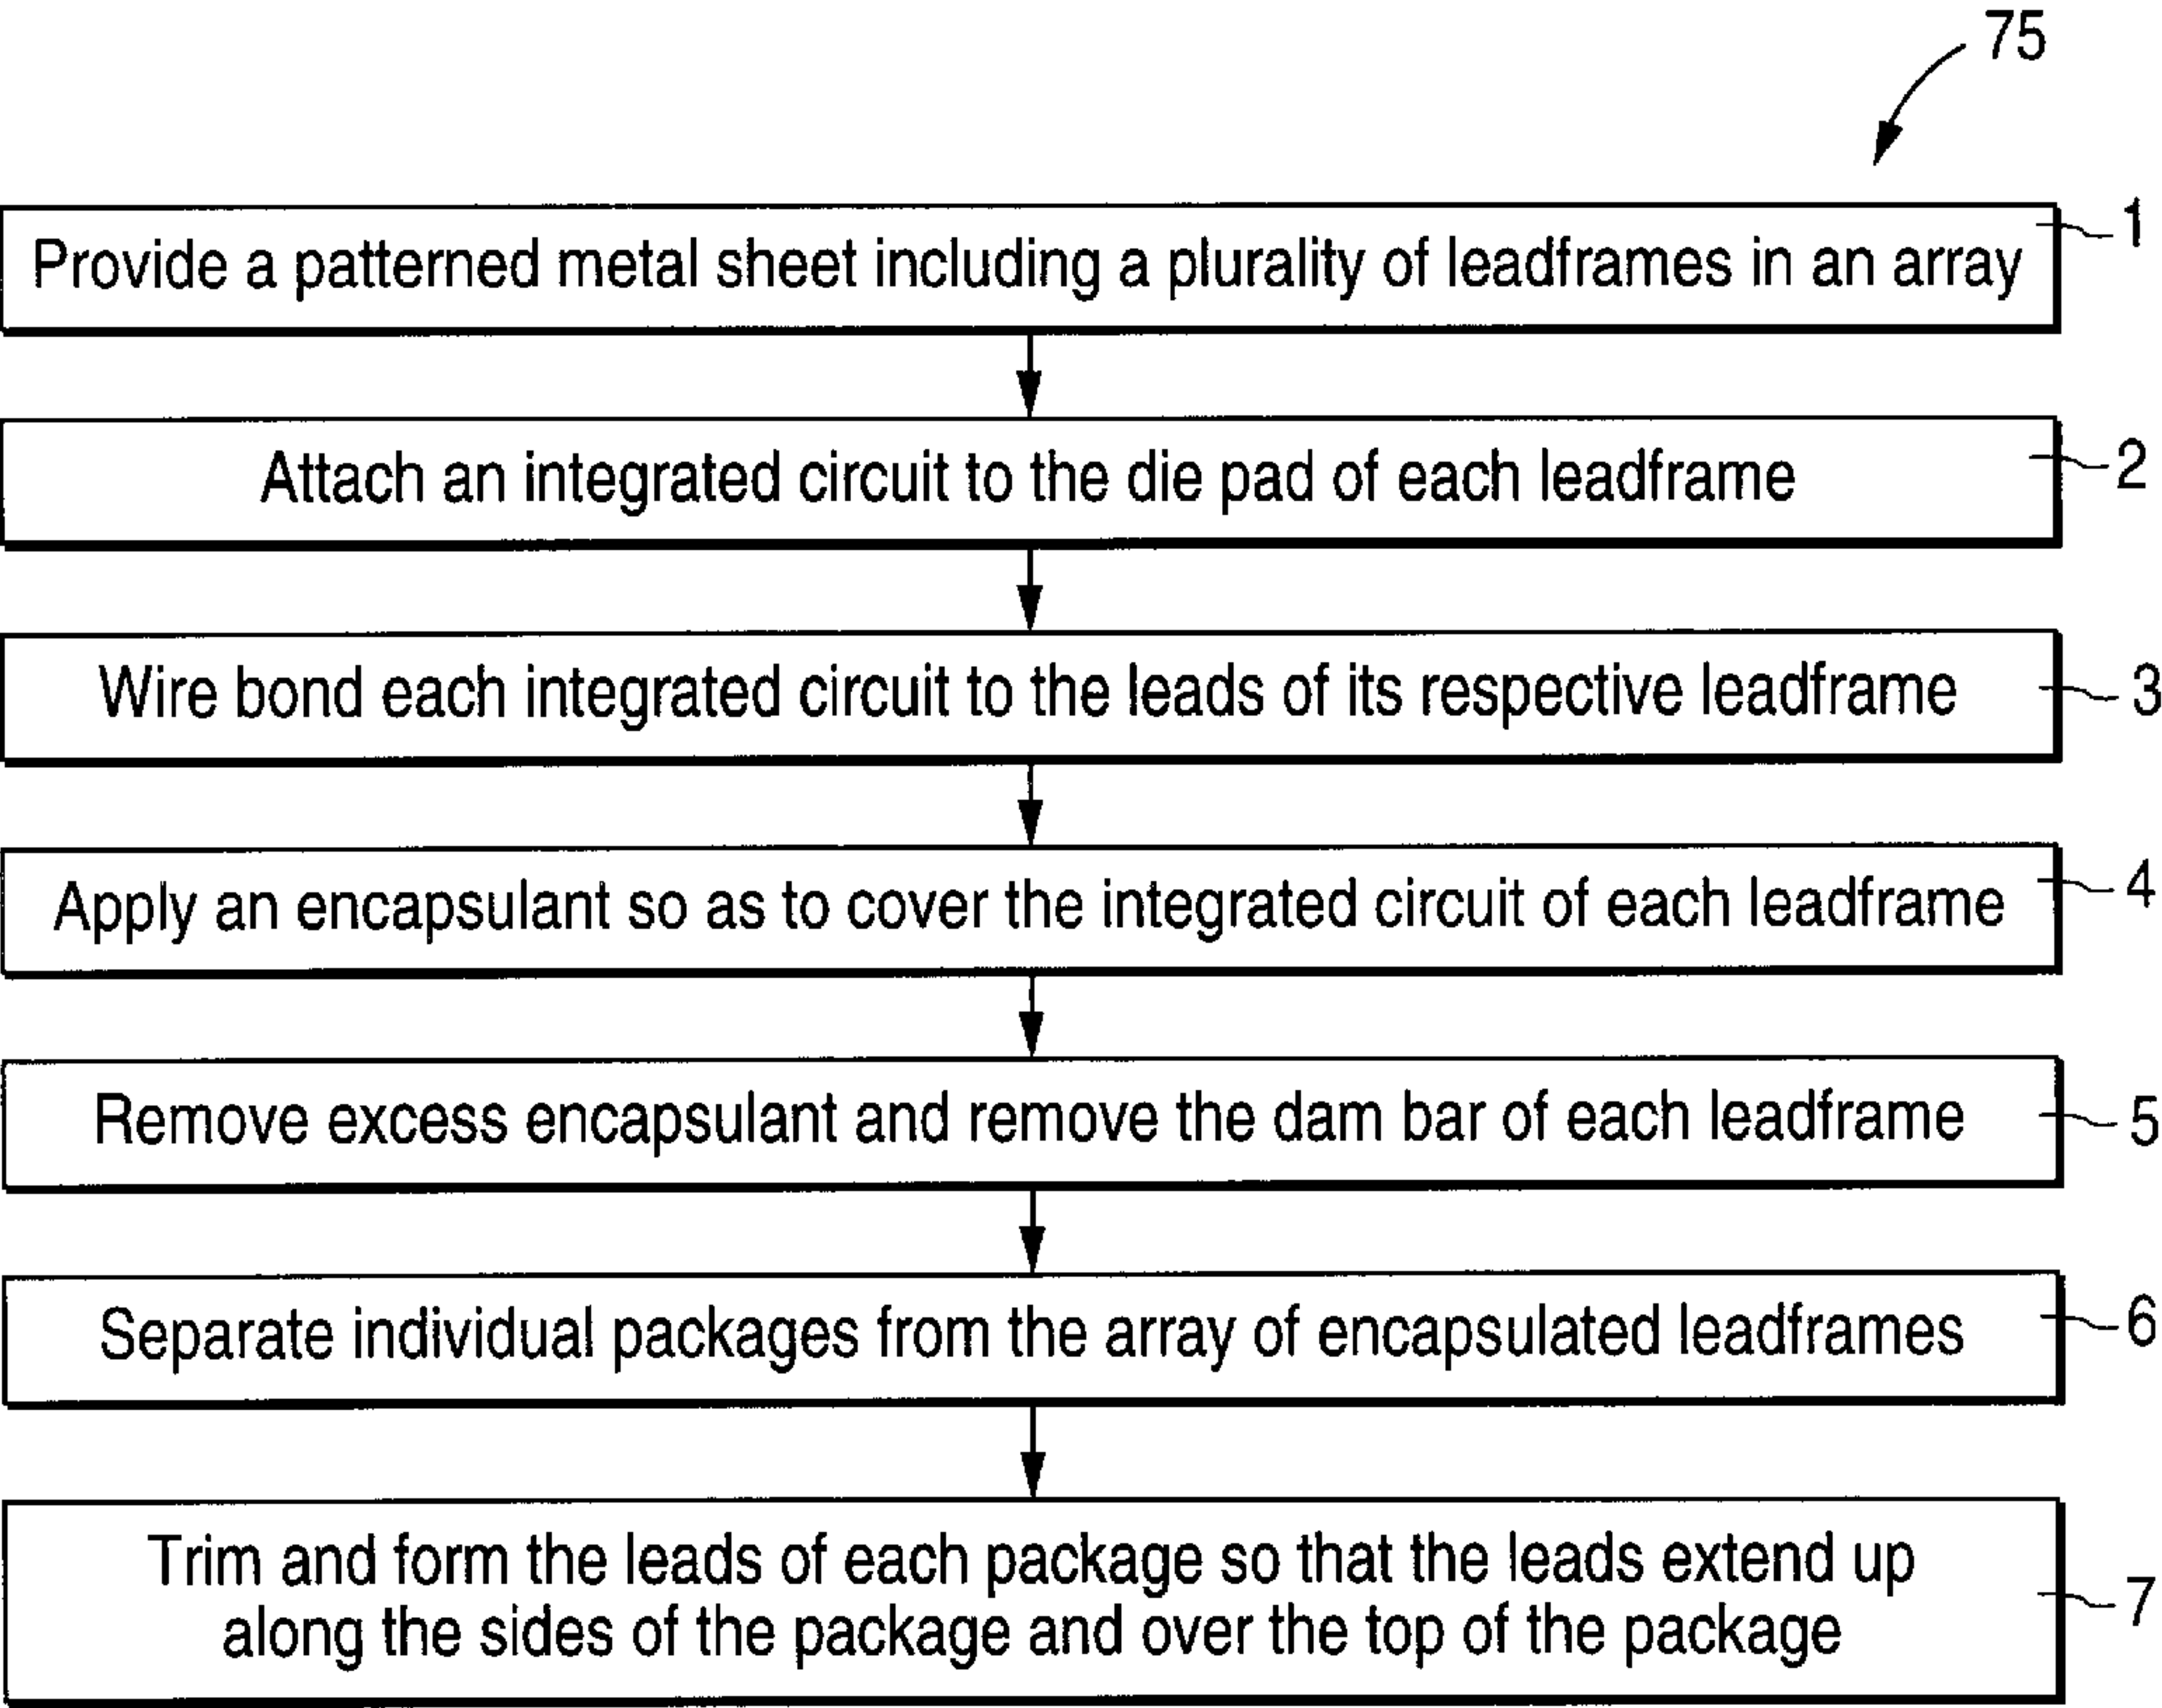 75
Provide a patterned metal sheet including a plurality of leadframes in an array
1
Attach an integrated circuit to the die pad of each leadframe
2
Wire bond each integrated circuit to the leads of its respective leadframe
3
Apply an encapsulant so as to cover the integrated circuit of each leadframe
4
Remove excess encapsulant and remove the dam bar of each leadframe
5
Separate individual packages from the array of encapsulated leadframes
6
Trim and form the leads of each package so that the leads extend up
along the sides of the package and over the top of the package
7